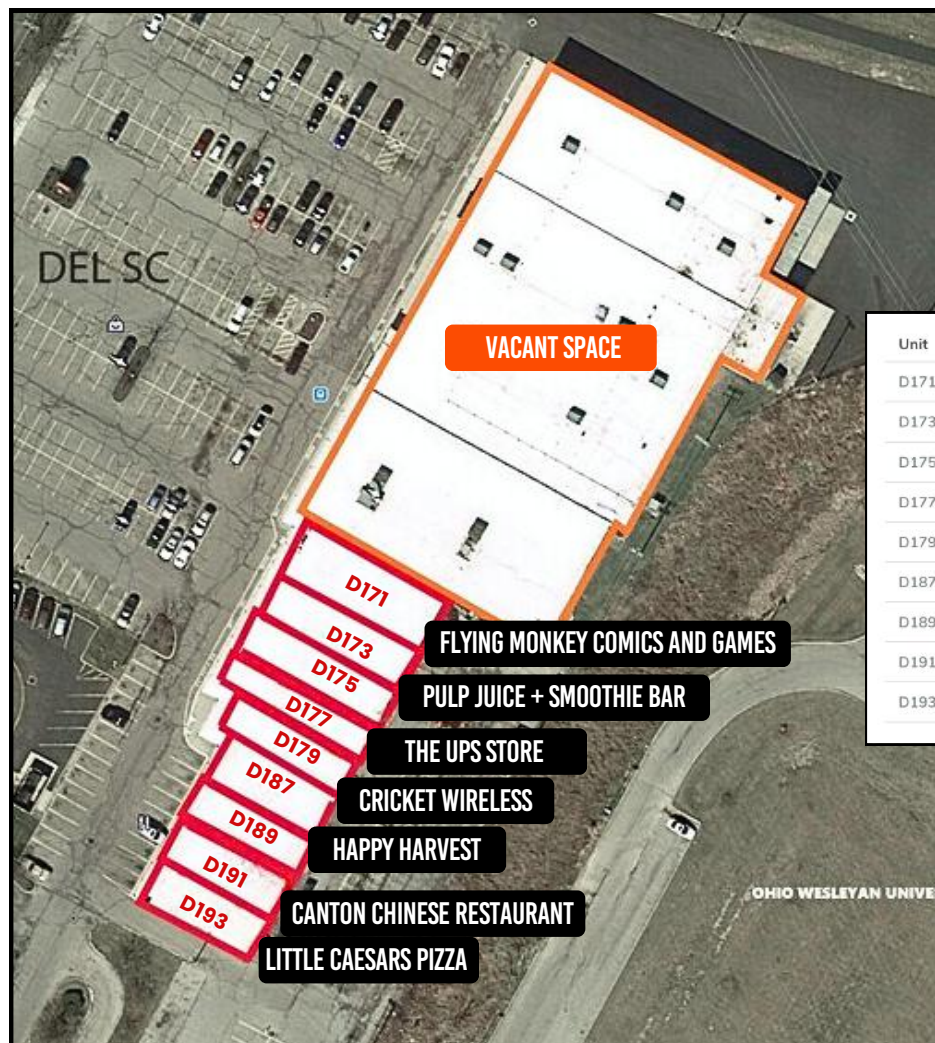 DEL SC
VACANT SPACE
Unit
D171
D173
D175
D177
D179
D187
D189
D191
D193
D171
D173
D175
D177
D179
D187
D189
D191
D193
FLYING MONKEY COMICS AND GAMES
PULP JUICE + SMOOTHIE BAR
THE UPS STORE
CRICKET WIRELESS
HAPPY HARVEST
CANTON CHINESE RESTAURANT
LITTLE CAESARS PIZZA
OHIO WESLEYAN UNIVE